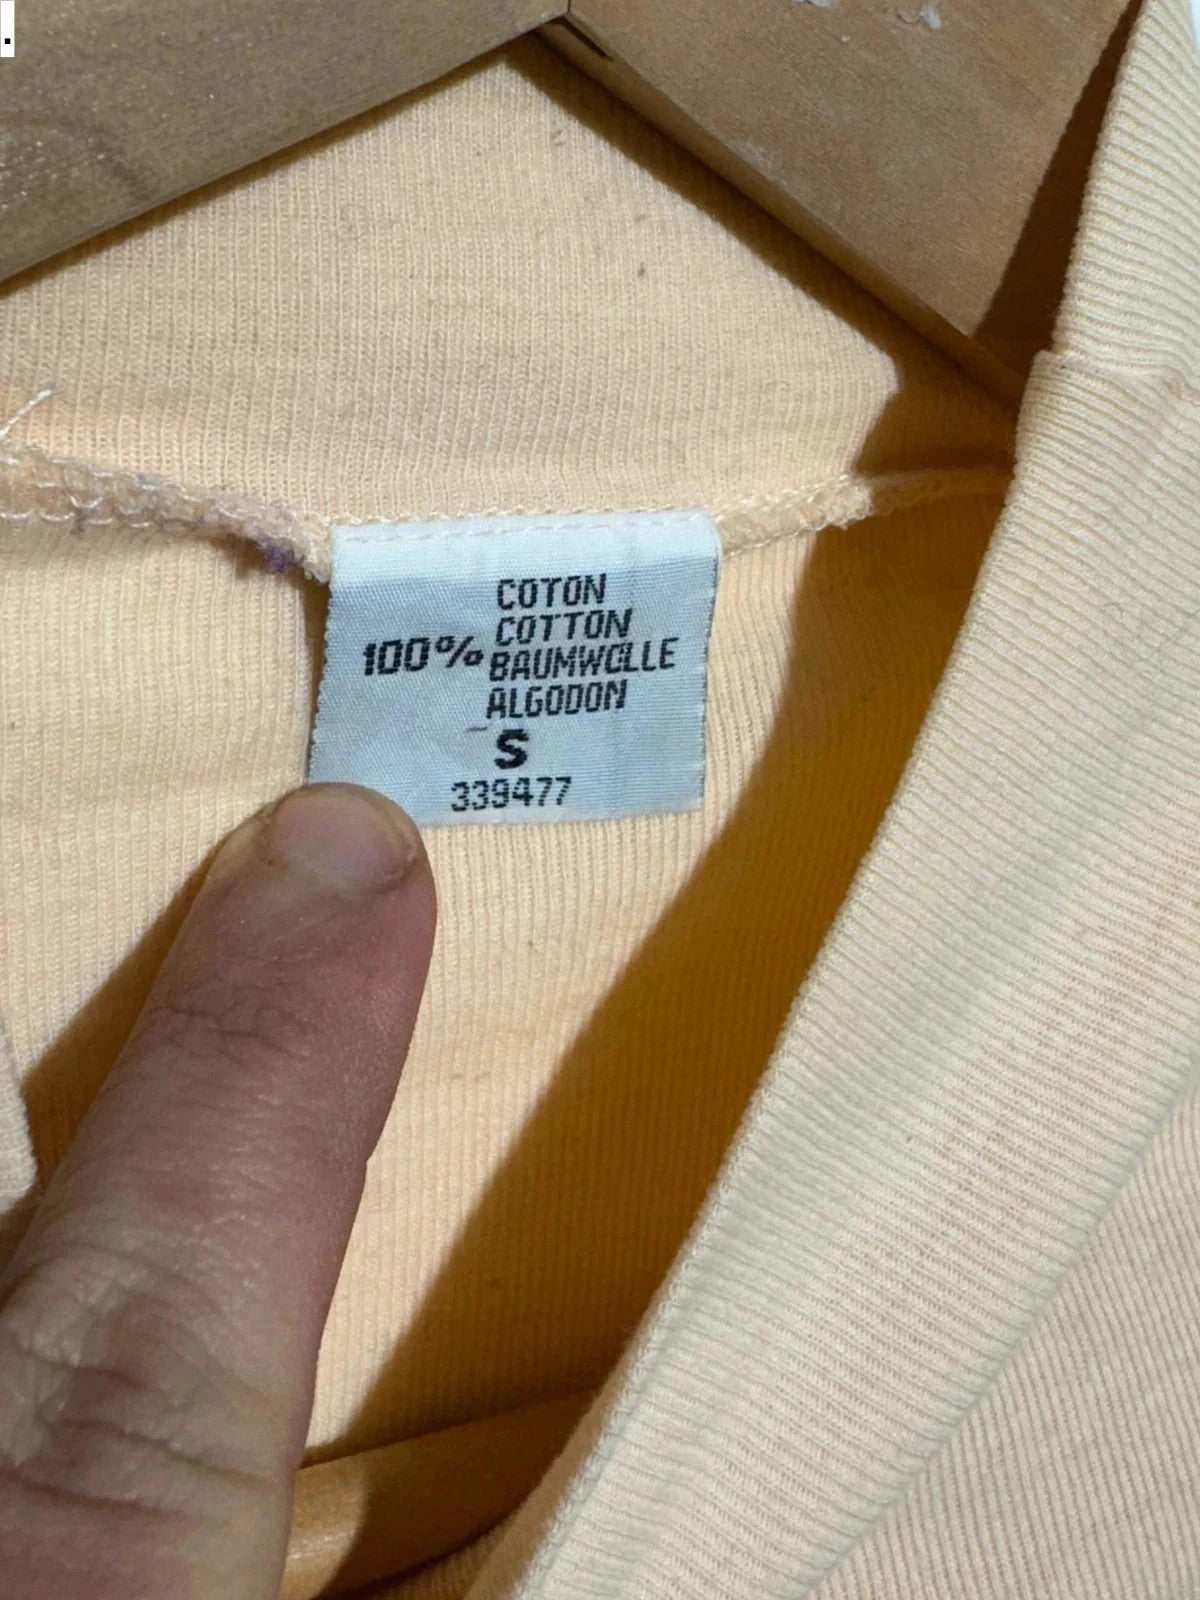 .
COTON
COTTON
100% BAUMWOLLE
ALGODON
S
339477